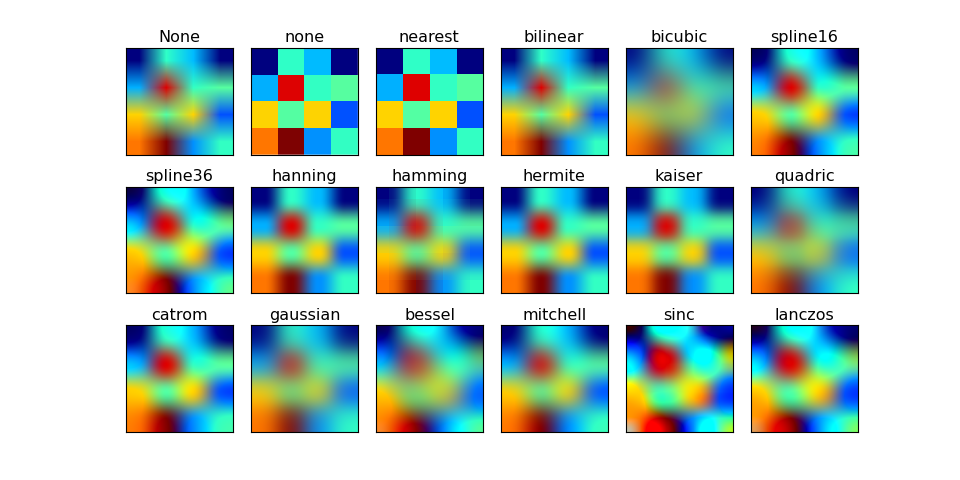 None none nearest bilinear bicubic spline16
spline36 hanning hamming hermite kaiser quadric
catrom gaussian bessel mitchell sinc lanczos